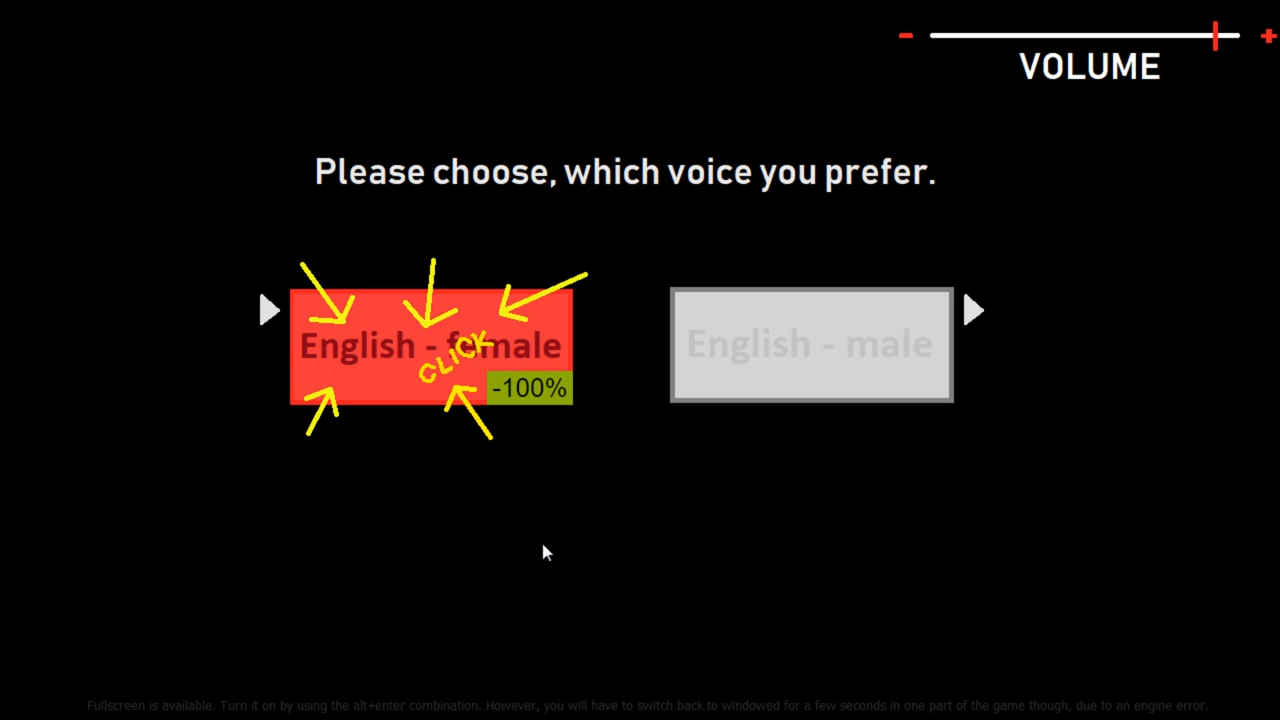 - +
VOLUME
Please choose, which voice you prefer.
English - female
CLICK
-100%
English - male
Fullscreen is available. Turn it on by using the alt+enter combination. However, you will have to switch back to windowed for a few seconds in one part of the game though, due to an engine error.